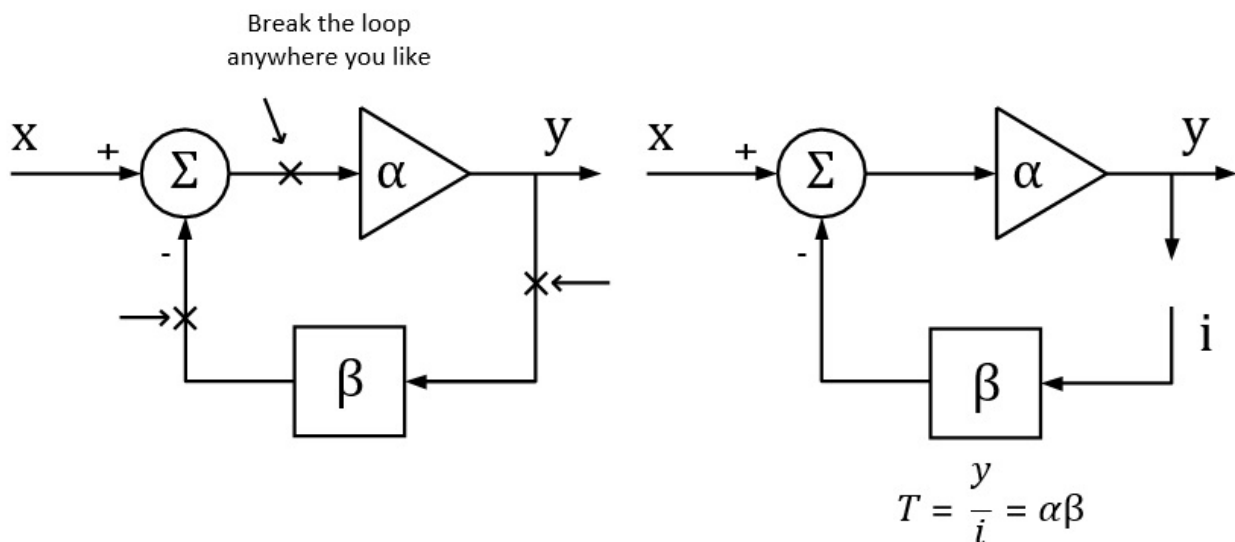 Break the loop
anywhere you like
x + Σ α y
-
β
x + Σ α y
-
i
β
T = y/i = αβ